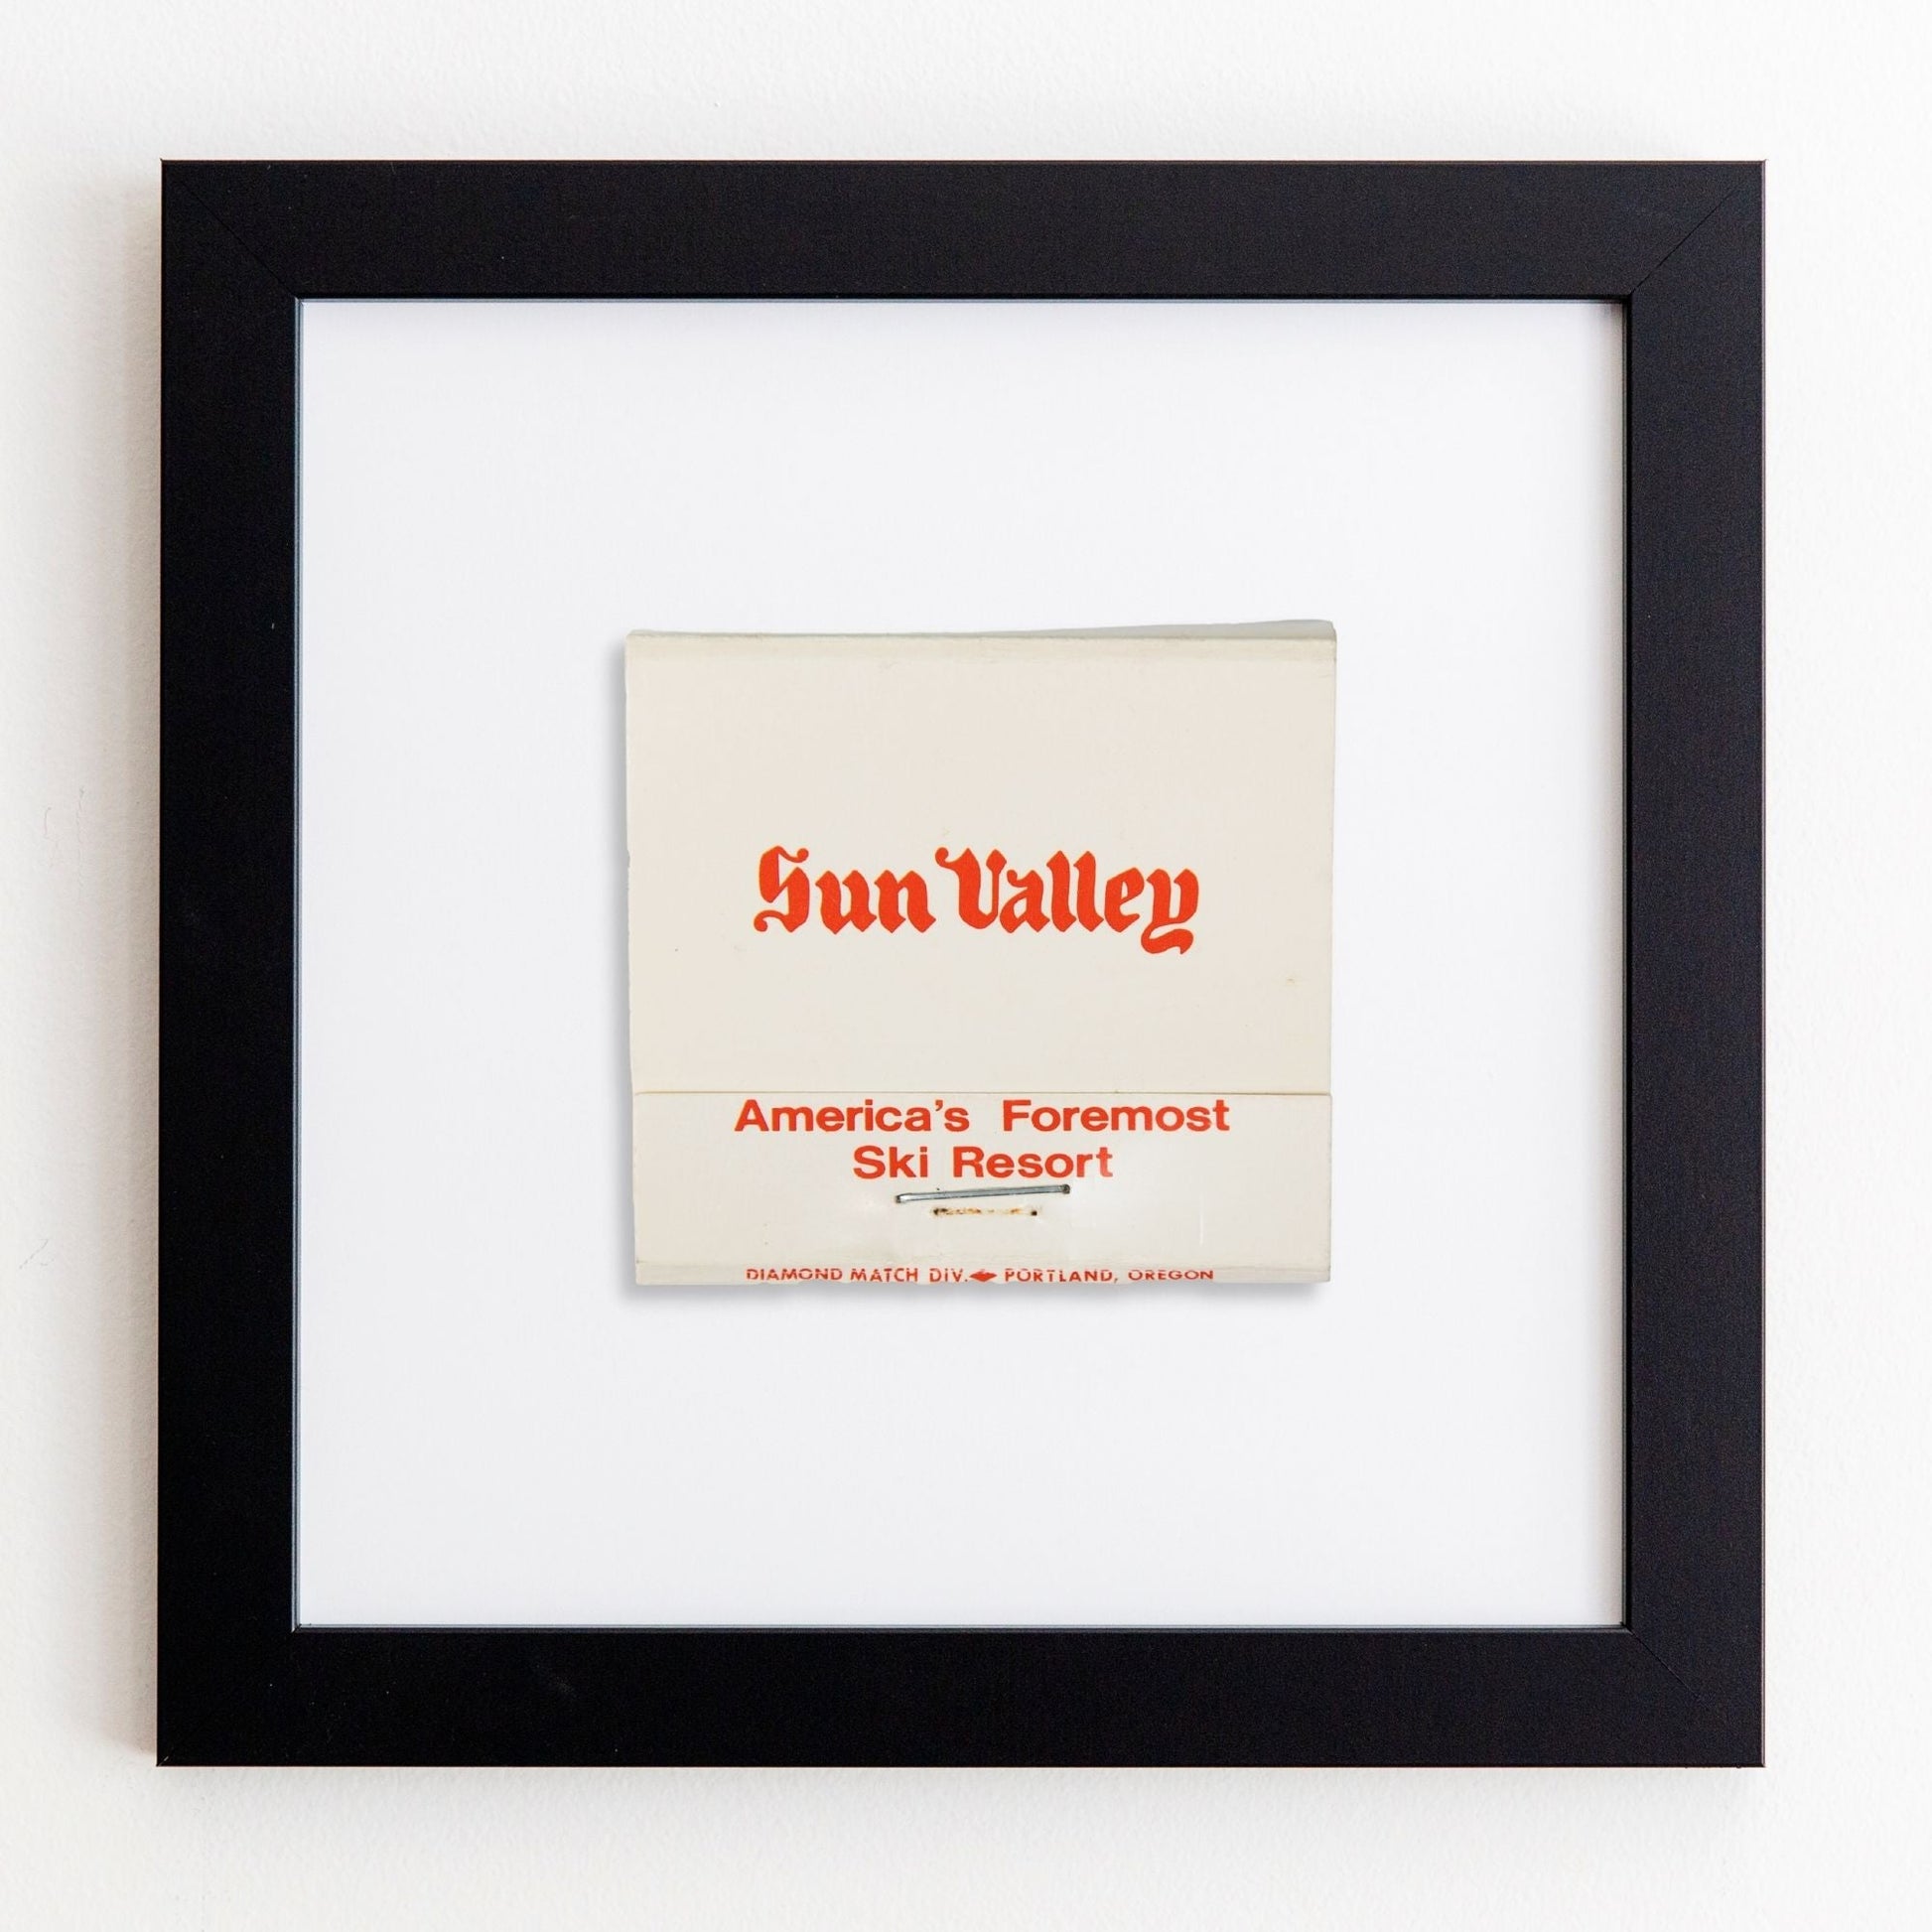 Sun Valley
America's Foremost
Ski Resort
DIAMOND MATCH DIV. PORTLAND, OREGON